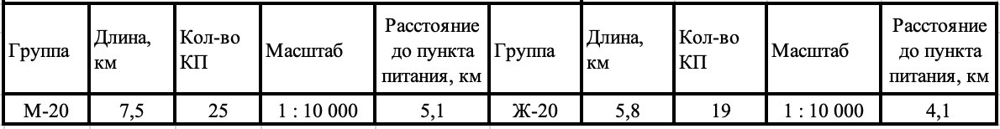 Группа Длина, км Кол-во КП Масштаб Расстояние до пункта питания, км Группа Длина, км Кол-во КП Масштаб Расстояние до пункта питания, км
М-20 7,5 25 1 : 10 000 5,1 Ж-20 5,8 19 1 : 10 000 4,1